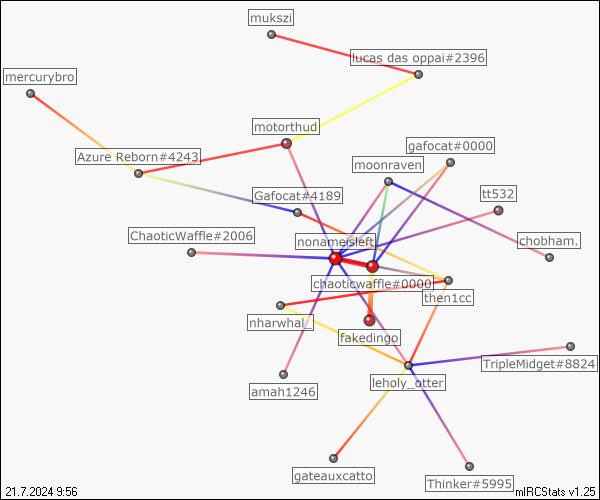 mukszi
lucas das oppai#2396
mercurybro
motorthud
gafocat#0000
Azure Reborn#4243
moonraven
Gafocat#4189
tt532
ChaoticWaffle#2006
nonameisleft
chobham.
chaoticwaffle#0000
then1cc
nharwhal_
fakedingo
TripleMidget#8824
amah1246
leholy_otter
gateauxcatto
Thinker#5995
21.7.2024 9:56
mIRCStats v1.25